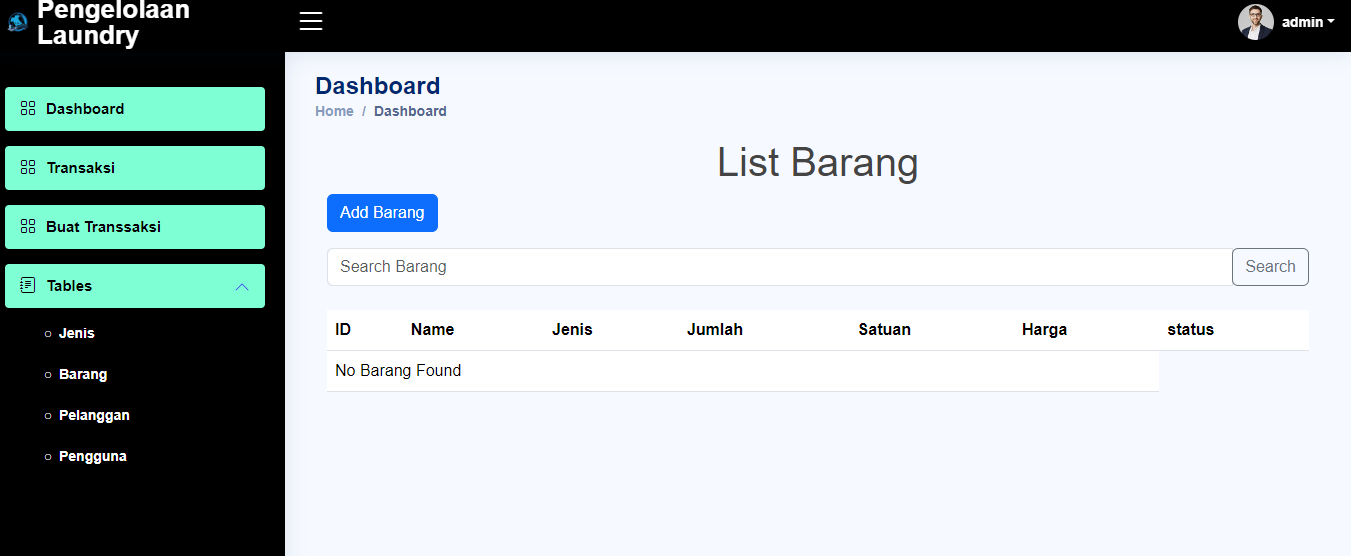 Pengelolaan
Laundry
admin
Dashboard
Transaksi
Buat Transsaksi
Tables
Jenis
Barang
Pelanggan
Pengguna
Dashboard
Home / Dashboard
List Barang
Add Barang
Search Barang Search
ID Name Jenis Jumlah Satuan Harga status
No Barang Found